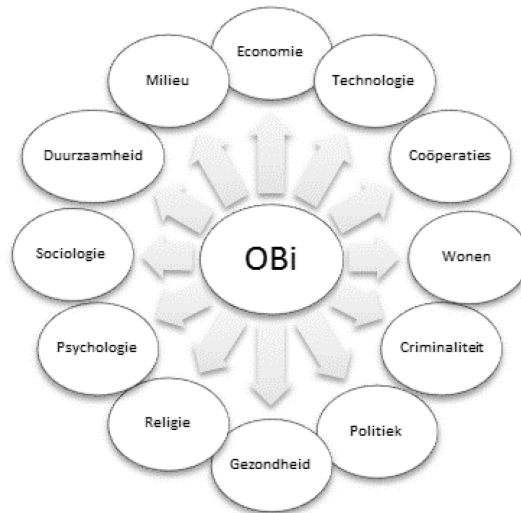 Economie
Technologie
Coöperaties
Wonen
Criminaliteit
Politiek
Gezondheid
Religie
Psychologie
Sociologie
Duurzaamheid
Milieu
OBi